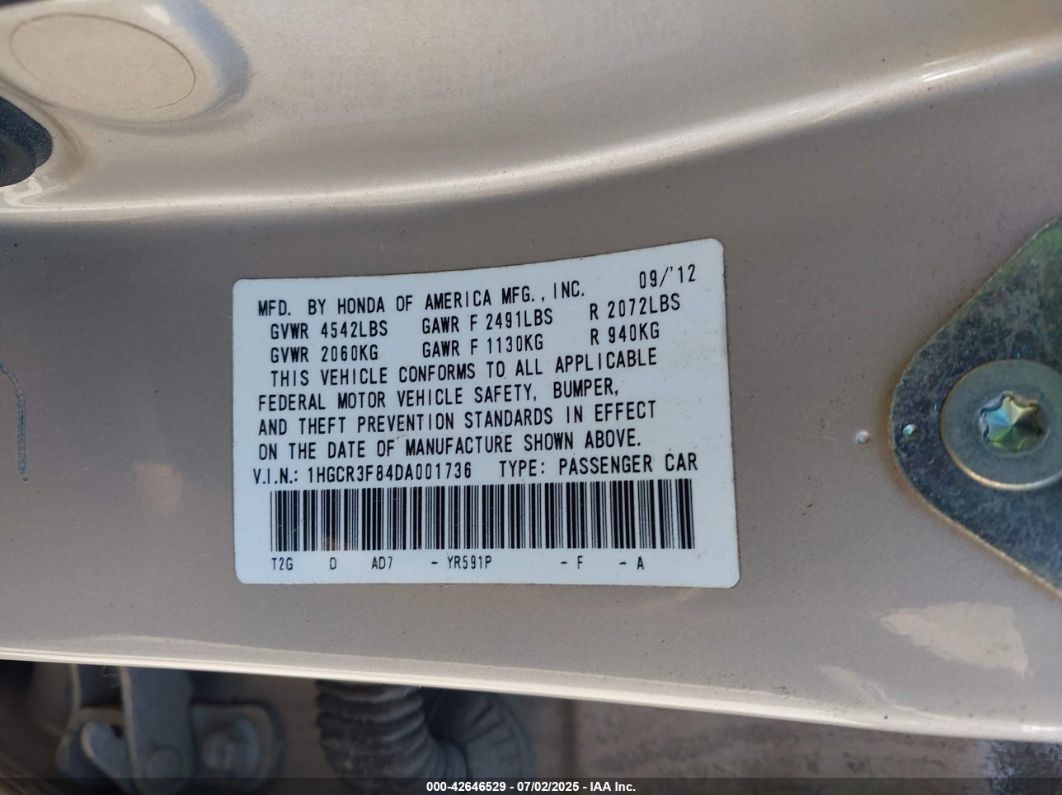 MFD. BY HONDA OF AMERICA MFG., INC. 09/'12
GVWR 4542LBS GAWR F 2491LBS R 2072LBS
GVWR 2060KG GAWR F 1130KG R 940KG
THIS VEHICLE CONFORMS TO ALL APPLICABLE
FEDERAL MOTOR VEHICLE SAFETY, BUMPER,
AND THEFT PREVENTION STANDARDS IN EFFECT
ON THE DATE OF MANUFACTURE SHOWN ABOVE.
V.I.N.: 1HGCR3F84DA001736 TYPE: PASSENGER CAR
T2G D AD7 - YR591P - F - A
000-42646529 - 07/02/2025 - IAA Inc.